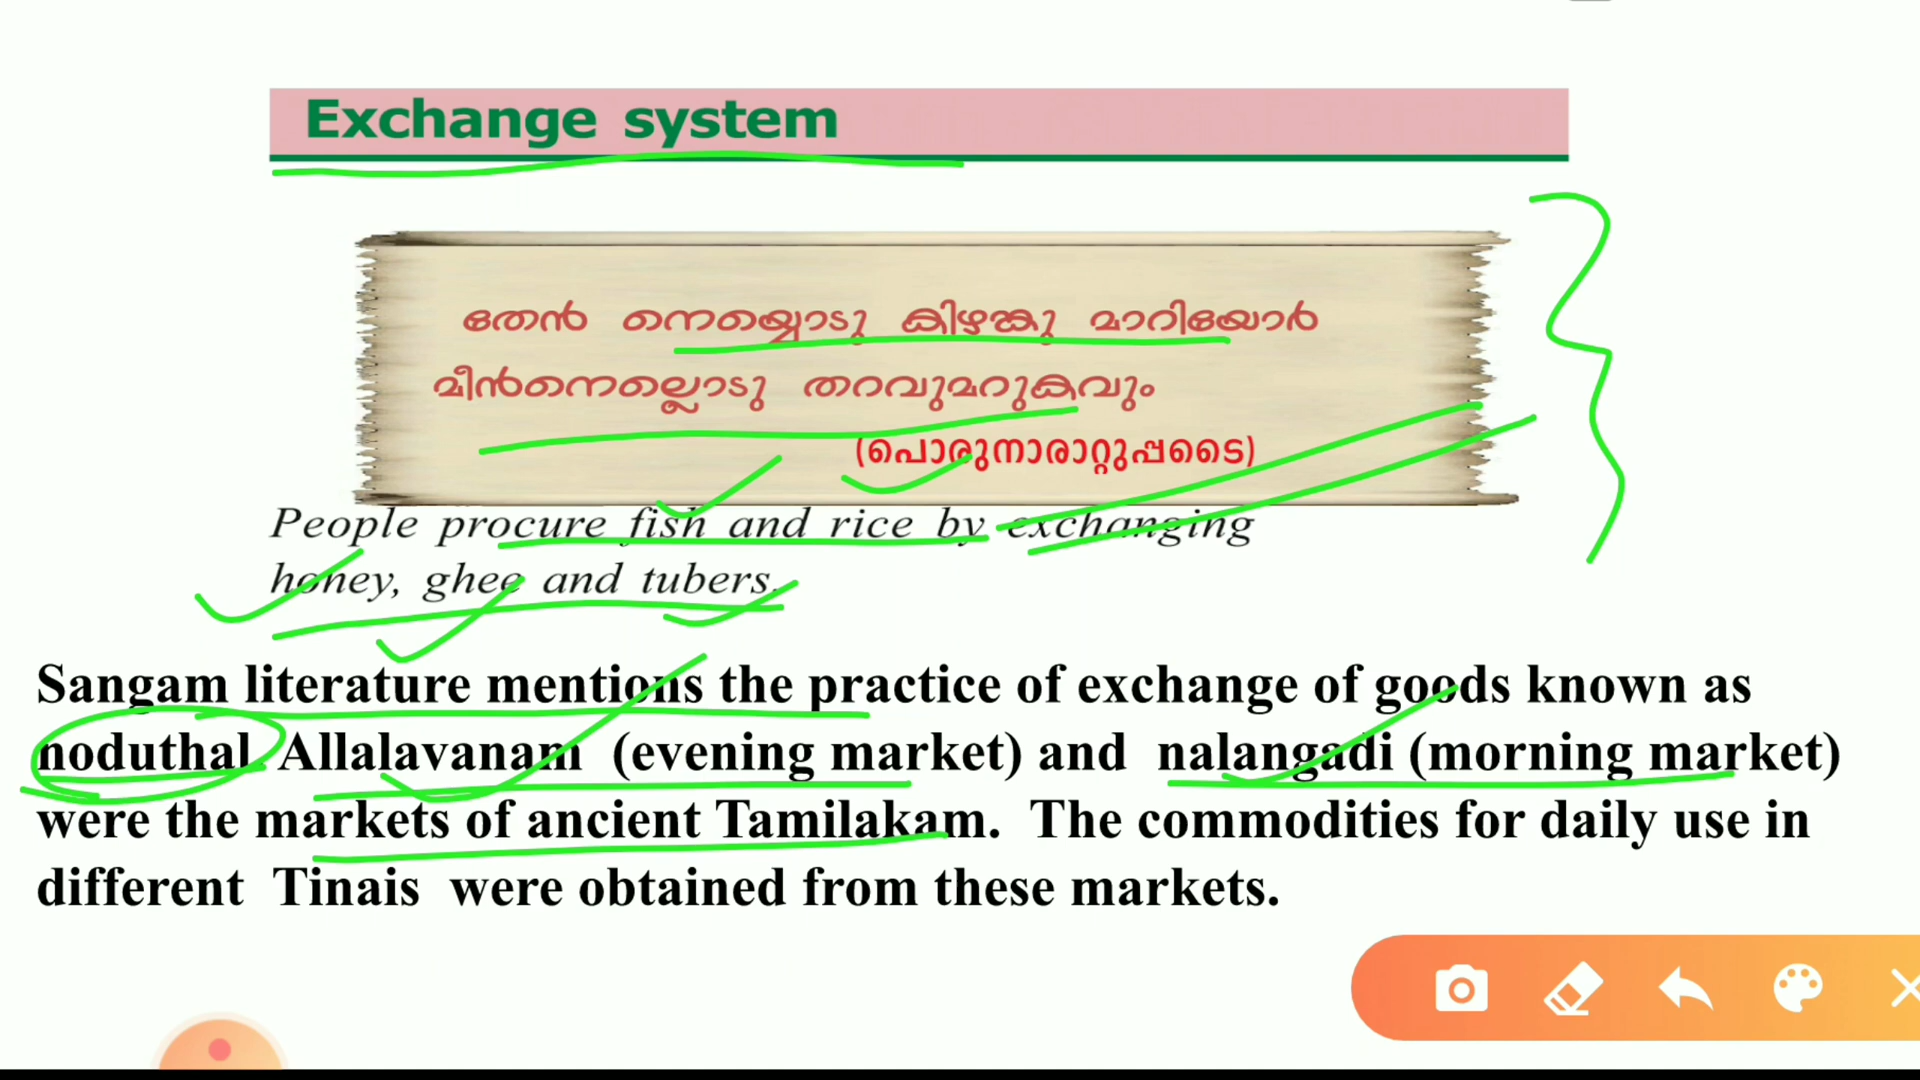 Exchange system
തേൻ നെയ്യൊടു കിഴങ്കു മാറിയോർ
മീൻനെല്ലൊടു തറവുമറുകവും
(പൊരുനാരാറ്റുപ്പടൈ)
People procure fish and rice by exchanging
honey, ghee and tubers.
Sangam literature mentions the practice of exchange of goods known as
noduthal. Allalavanam (evening market) and nalangadi (morning market)
were the markets of ancient Tamilakam. The commodities for daily use in
different Tinais were obtained from these markets.